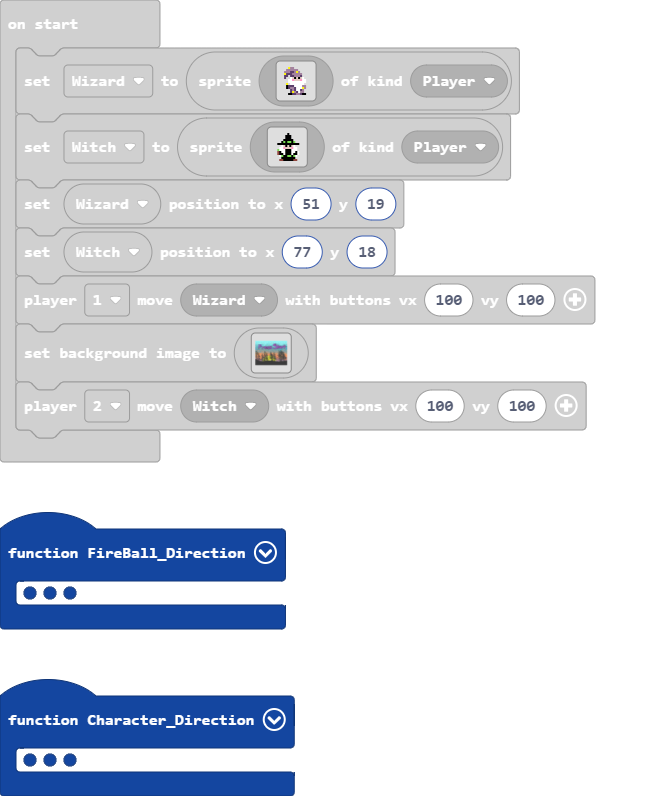 on start
set Wizard to sprite of kind Player
set Witch to sprite of kind Player
set Wizard position to x 51 y 19
set Witch position to x 77 y 18
player 1 move Wizard with buttons vx 100 vy 100
set background image to
player 2 move Witch with buttons vx 100 vy 100
function FireBall_Direction
function Character_Direction